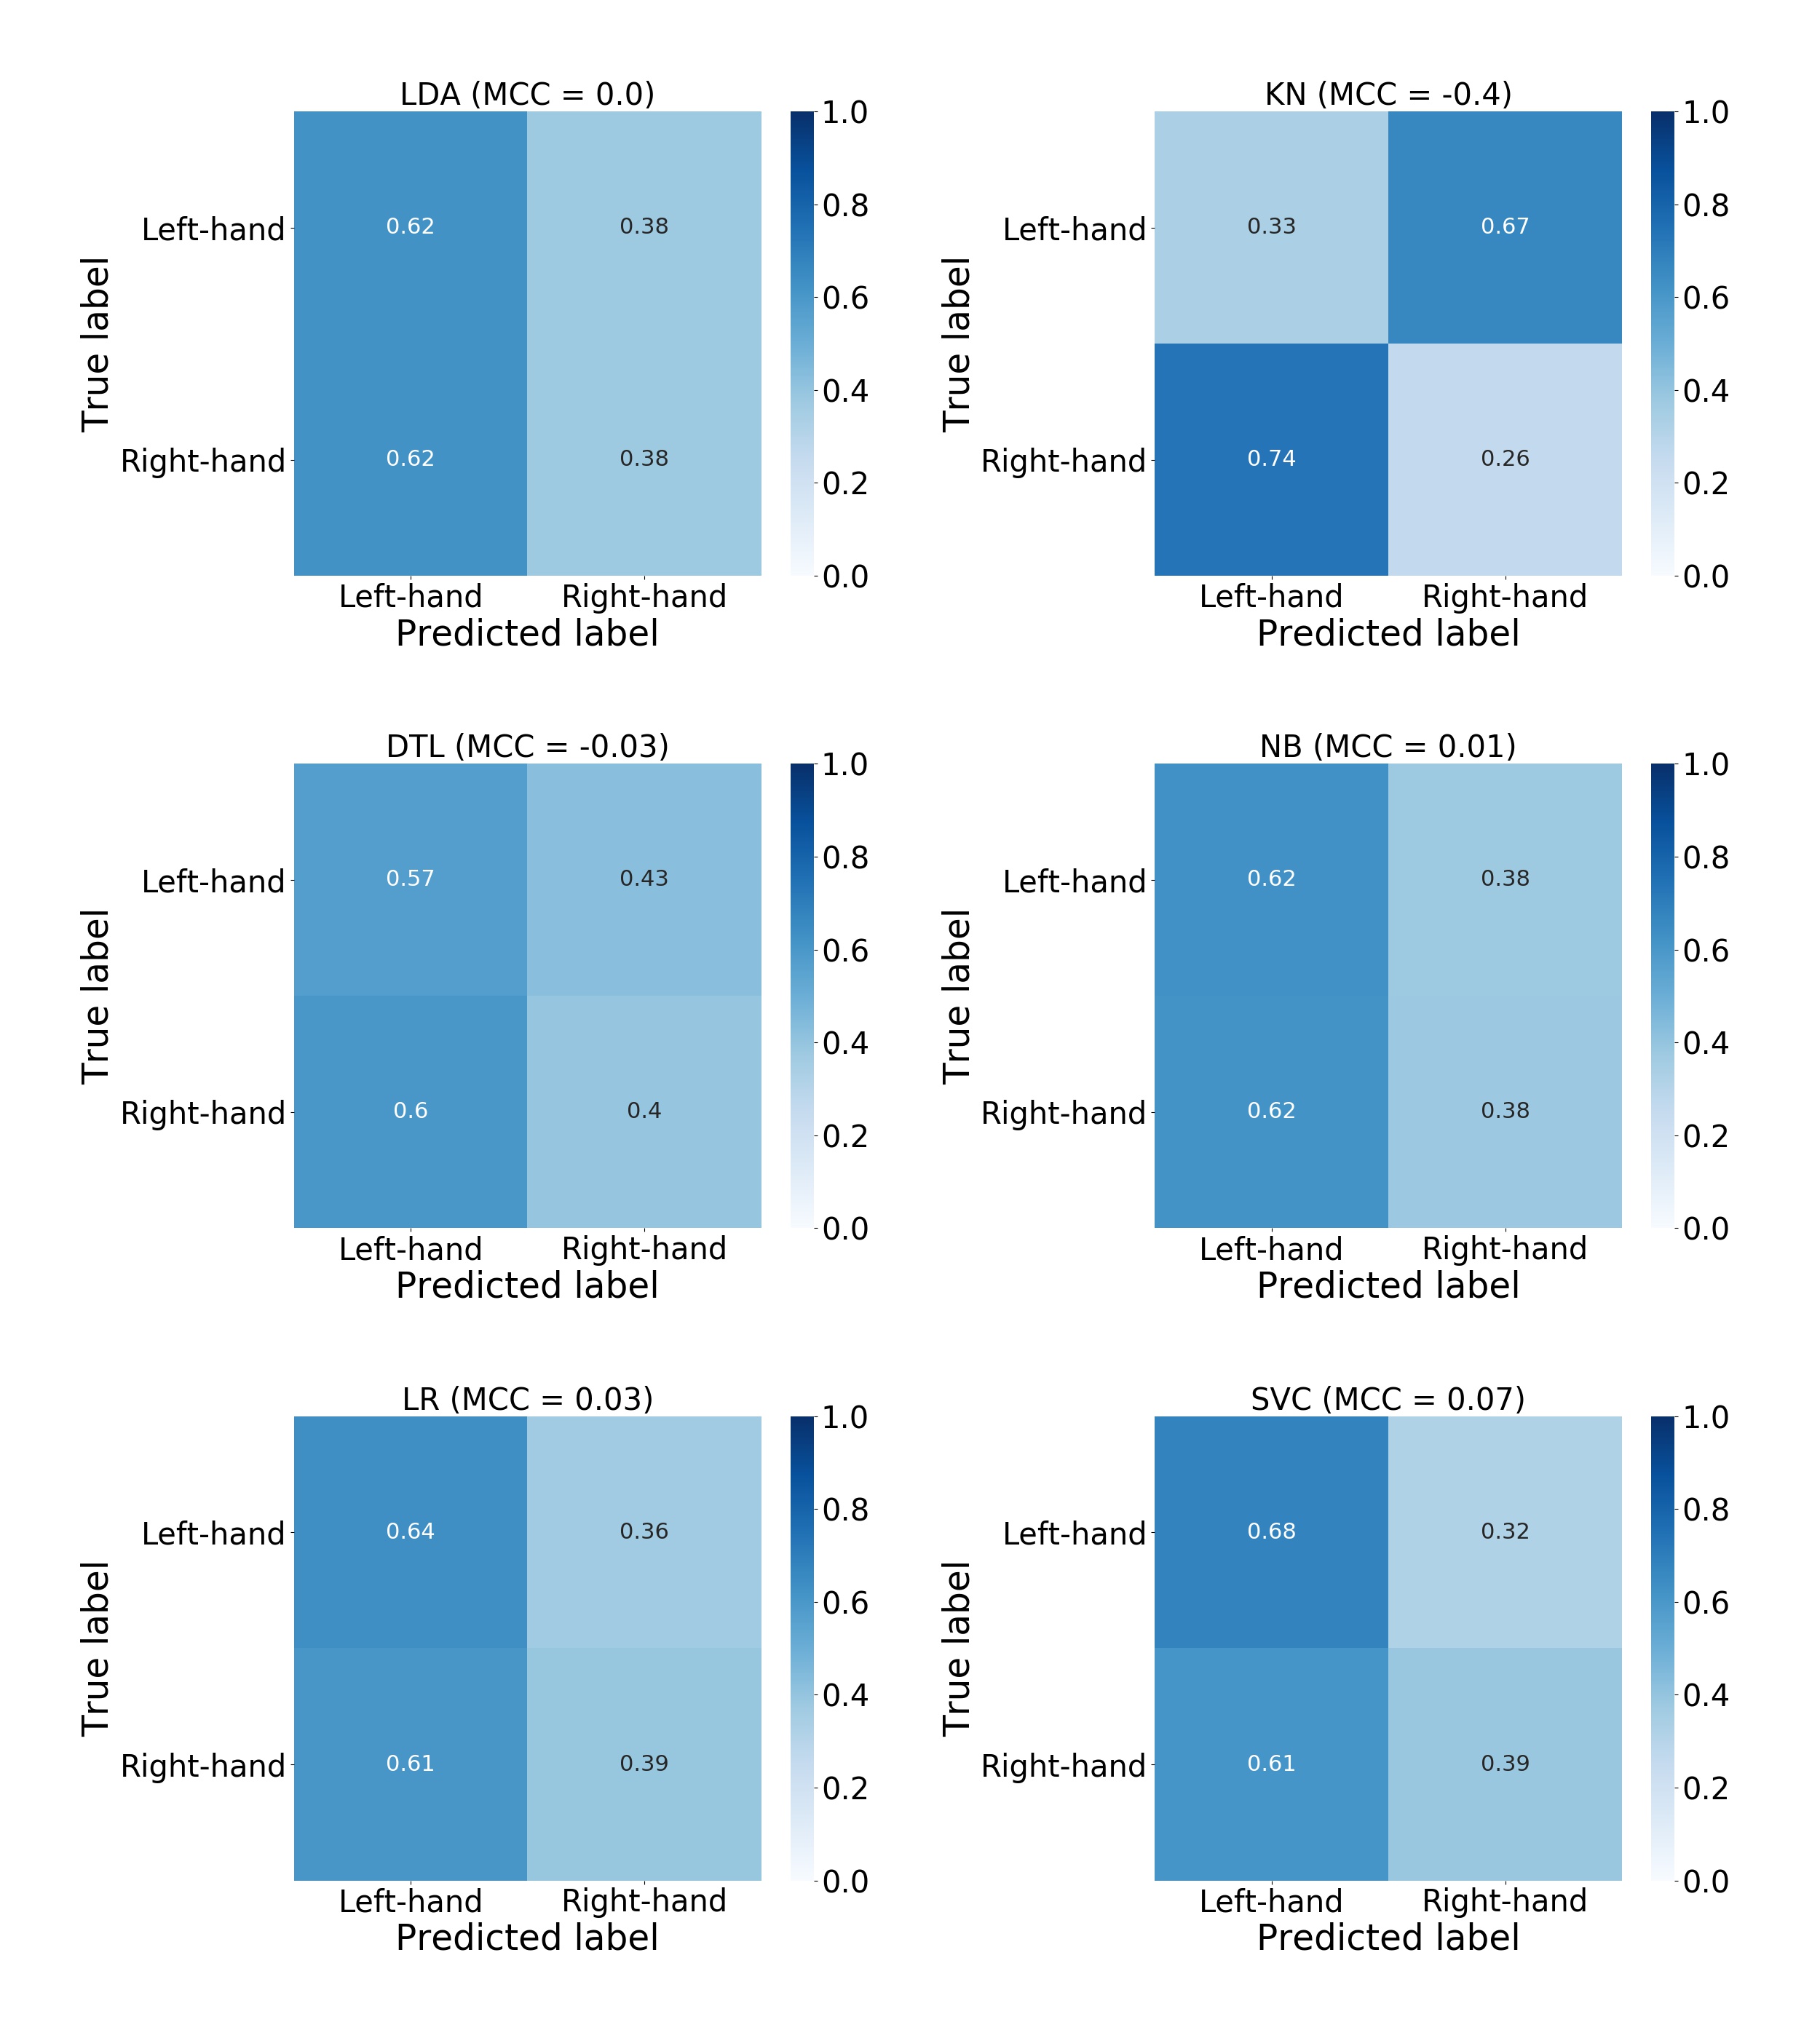 LDA (MCC = 0.0)
True label
Left-hand
0.62
0.38
Right-hand
0.62
0.38
Left-hand
Right-hand
Predicted label
1.0
0.8
0.6
0.4
0.2
0.0
KN (MCC = -0.4)
True label
Left-hand
0.33
0.67
Right-hand
0.74
0.26
Left-hand
Right-hand
Predicted label
1.0
0.8
0.6
0.4
0.2
0.0
DTL (MCC = -0.03)
True label
Left-hand
0.57
0.43
Right-hand
0.6
0.4
Left-hand
Right-hand
Predicted label
1.0
0.8
0.6
0.4
0.2
0.0
NB (MCC = 0.01)
True label
Left-hand
0.62
0.38
Right-hand
0.62
0.38
Left-hand
Right-hand
Predicted label
1.0
0.8
0.6
0.4
0.2
0.0
LR (MCC = 0.03)
True label
Left-hand
0.64
0.36
Right-hand
0.61
0.39
Left-hand
Right-hand
Predicted label
1.0
0.8
0.6
0.4
0.2
0.0
SVC (MCC = 0.07)
True label
Left-hand
0.68
0.32
Right-hand
0.61
0.39
Left-hand
Right-hand
Predicted label
1.0
0.8
0.6
0.4
0.2
0.0